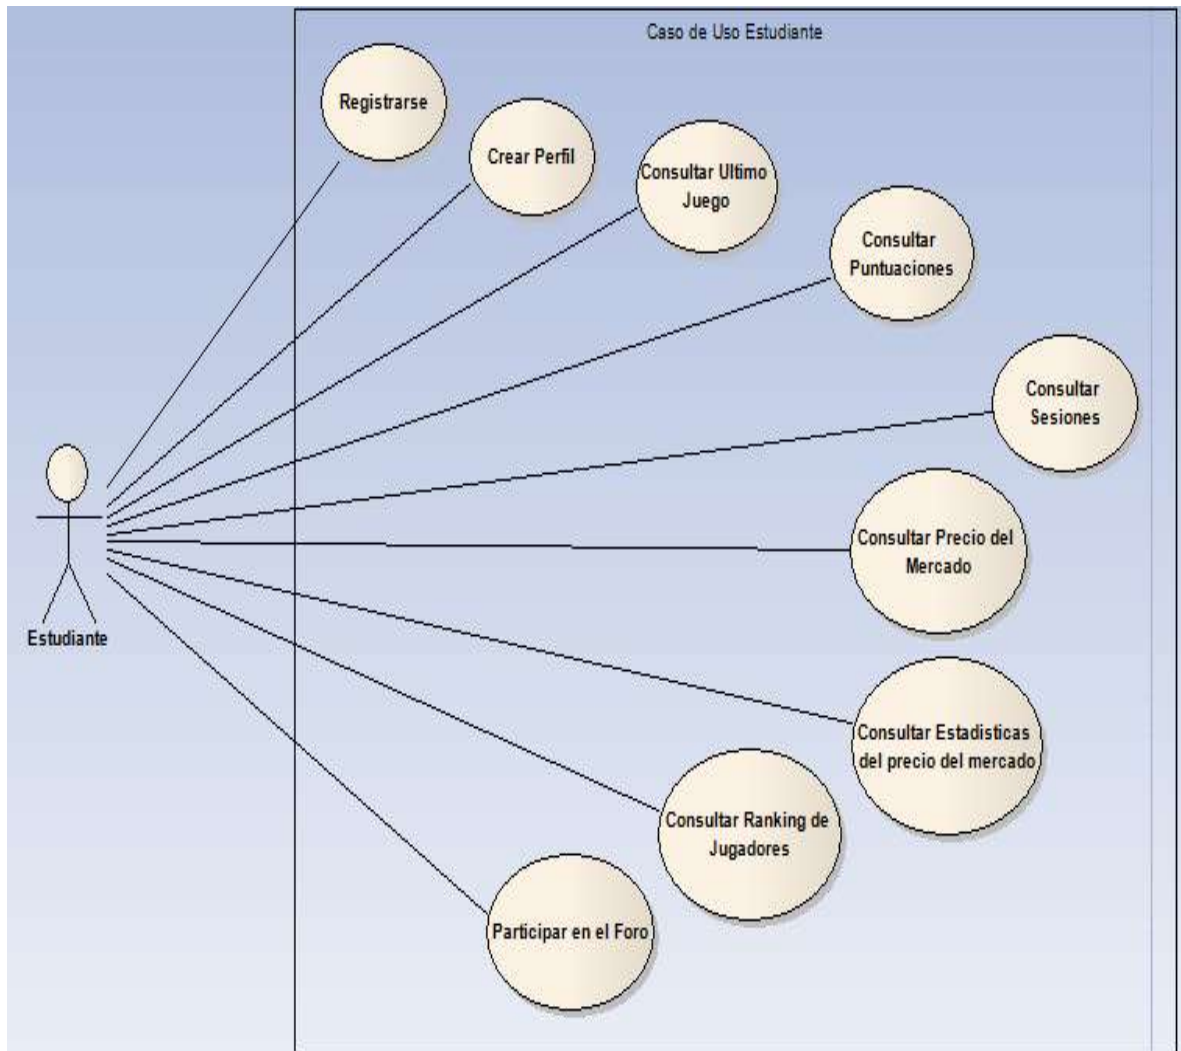 Caso de Uso Estudiante
Registrarse
Crear Perfil
Consultar Ultimo
Juego
Consultar
Puntuaciones
Consultar
Sesiones
Consultar Precio del
Mercado
Estudiante
Consultar Estadisticas
del precio del mercado
Consultar Ranking de
Jugadores
Participar en el Foro